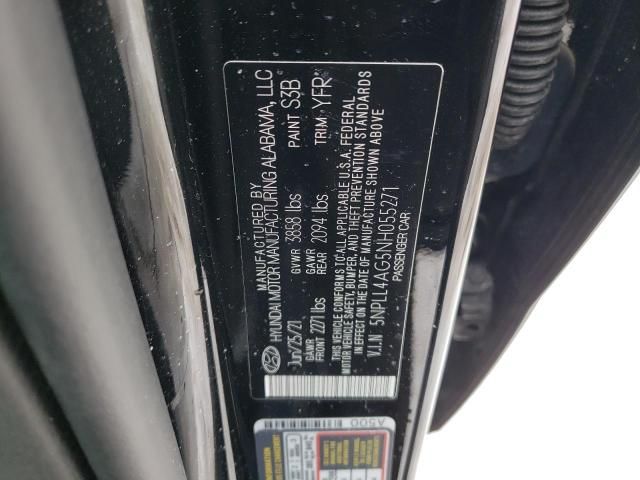 MANUFACTURED BY
HYUNDAI MOTOR MANUFACTURING ALABAMA, LLC
Jun/25/21 GVWR 3858 lbs PAINT S3B
GAWR FRONT 2271 lbs GAWR REAR 2094 lbs TRIM YFR
THIS VEHICLE CONFORMS TO ALL APPLICABLE U.S.A. FEDERAL
MOTOR VEHICLE SAFETY, BUMPER, AND THEFT PREVENTION STANDARDS
IN EFFECT ON THE DATE OF MANUFACTURE SHOWN ABOVE
V.I.N 5NPLL4AG5NH055271
PASSENGER CAR
A500